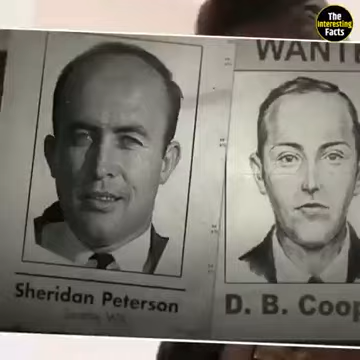 The
Interesting
Facts
WANT
Sheridan Peterson
D. B. Coop